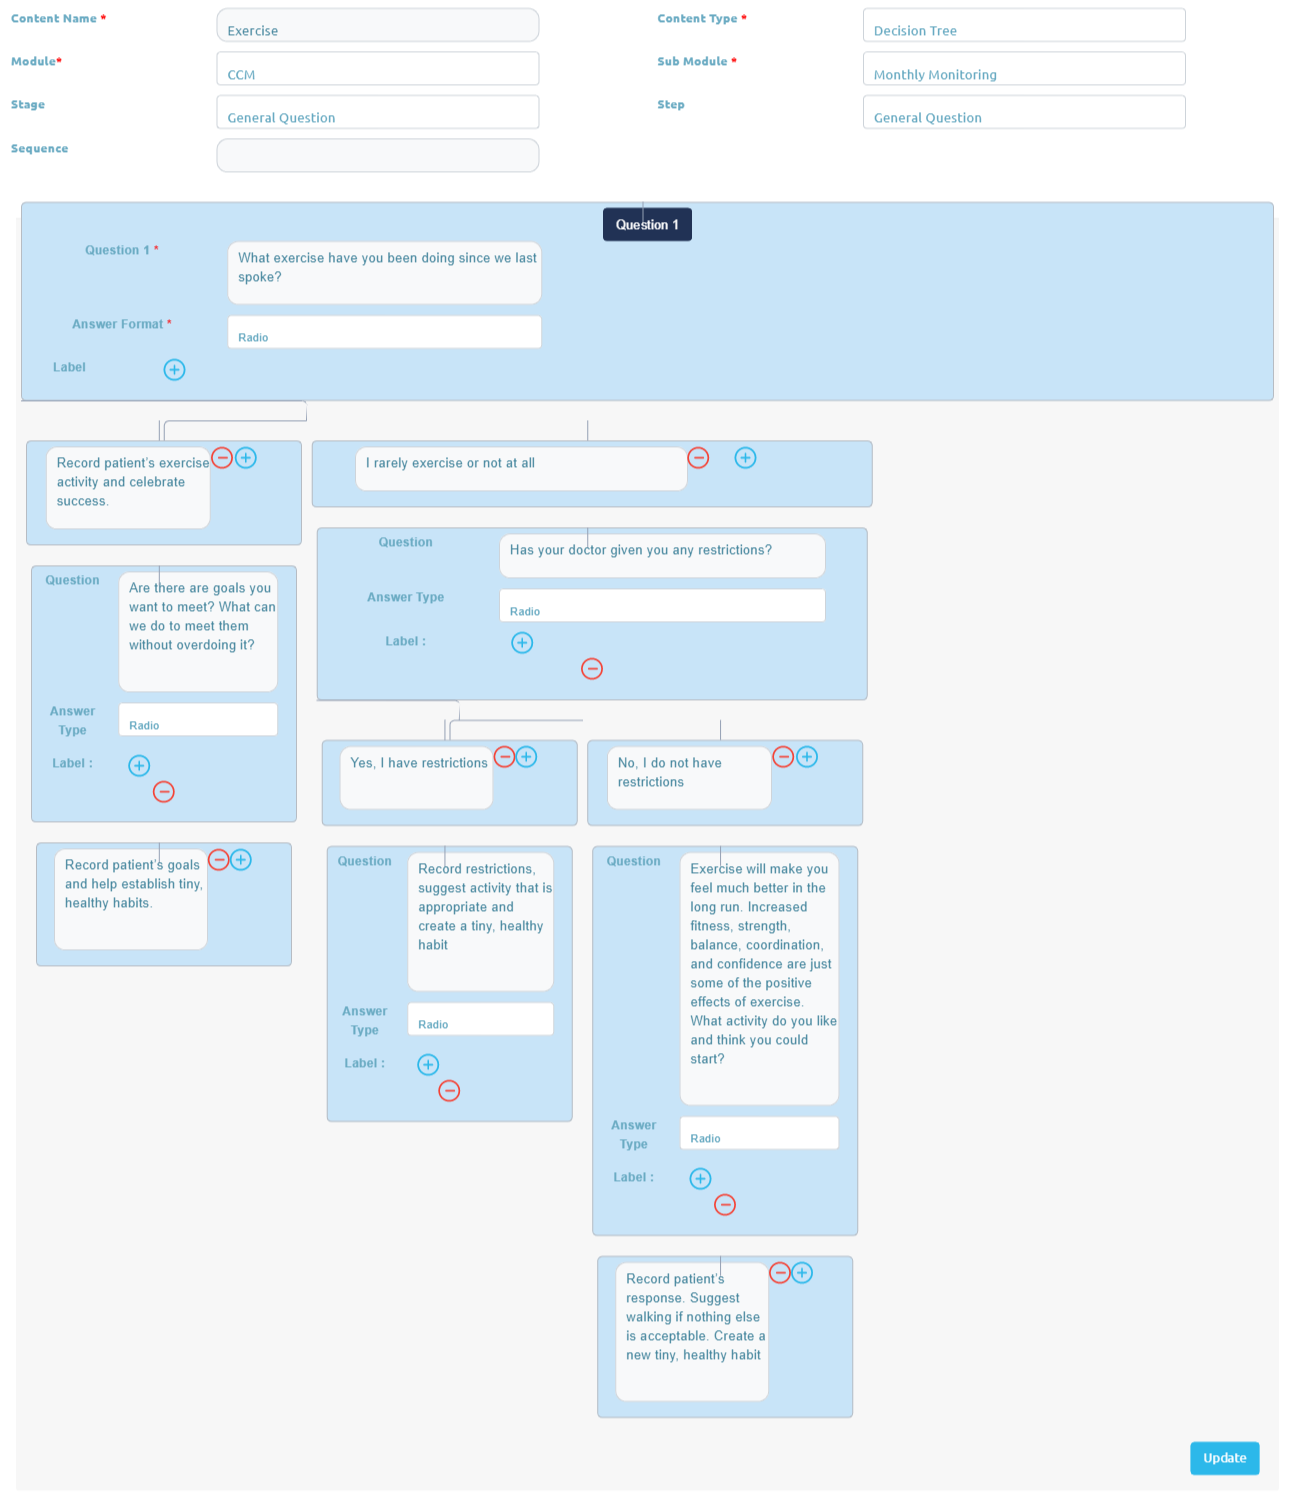 Content Name *
Exercise
Content Type *
Decision Tree
Module*
CCM
Sub Module *
Monthly Monitoring
Stage
General Question
Step
General Question
Sequence
Question 1
Question 1 *
What exercise have you been doing since we last
spoke?
Answer Format *
Radio
Label
Record patient's exercise
activity and celebrate
success.
I rarely exercise or not at all
Question
Are there are goals you
want to meet? What can
we do to meet them
without overdoing it?
Answer
Type
Radio
Label :
Record patient's goals
and help establish tiny,
healthy habits.
Question
Has your doctor given you any restrictions?
Answer Type
Radio
Label :
Yes, I have restrictions
No, I do not have
restrictions
Question
Record restrictions,
suggest activity that is
appropriate and
create a tiny, healthy
habit
Answer
Type
Radio
Label :
Question
Exercise will make you
feel much better in the
long run. Increased
fitness, strength,
balance, coordination,
and confidence are just
some of the positive
effects of exercise.
What activity do you like
and think you could
start?
Answer
Type
Radio
Label :
Record patient's
response. Suggest
walking if nothing else
is acceptable. Create a
new tiny, healthy habit
Update